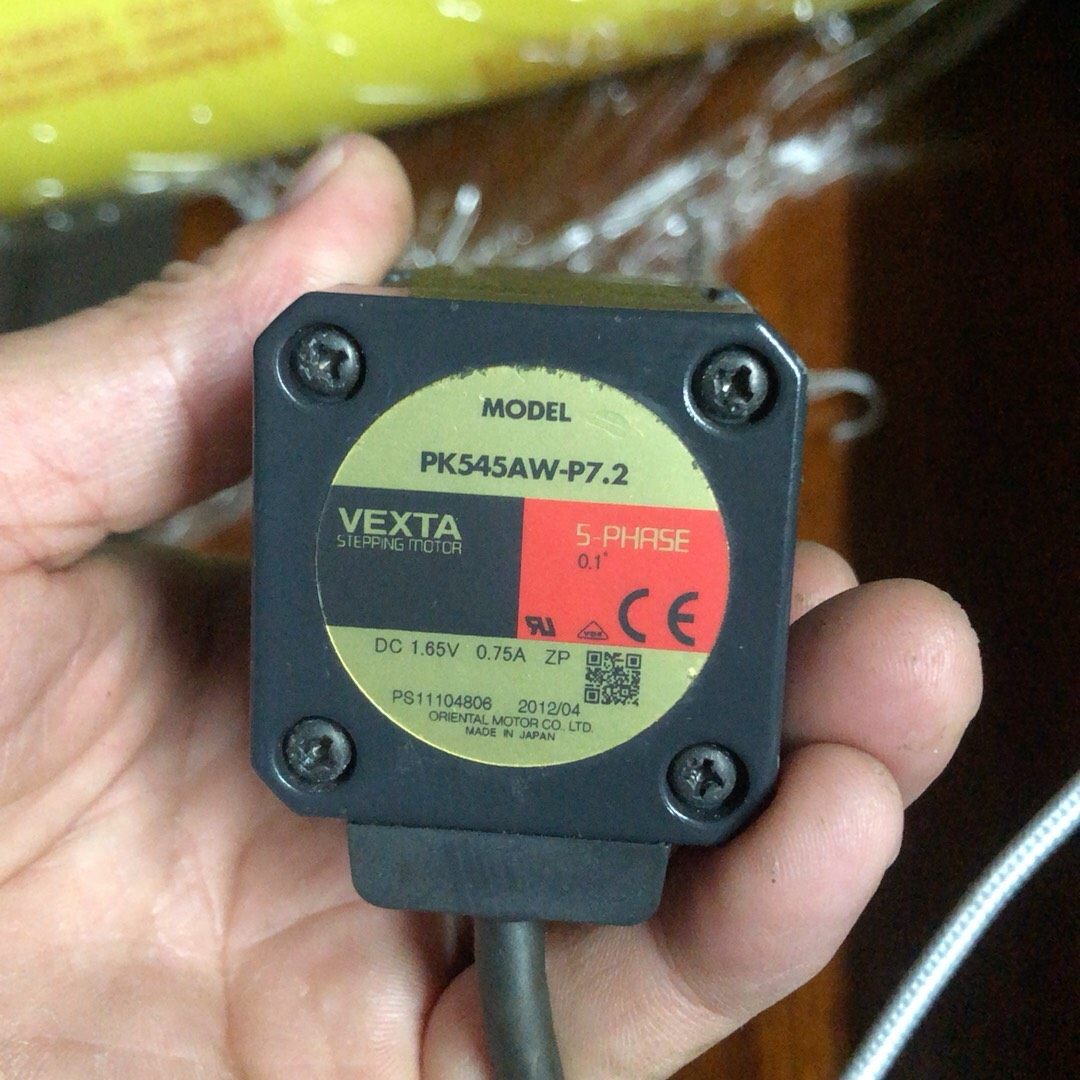 MODEL
PK545AW-P7.2
VEXTA
STEPPING MOTOR
5-PHASE
0.1°
VDE
CE
DC 1.65V 0.75A ZP
PS11104806 2012/04
ORIENTAL MOTOR CO., LTD.
MADE IN JAPAN